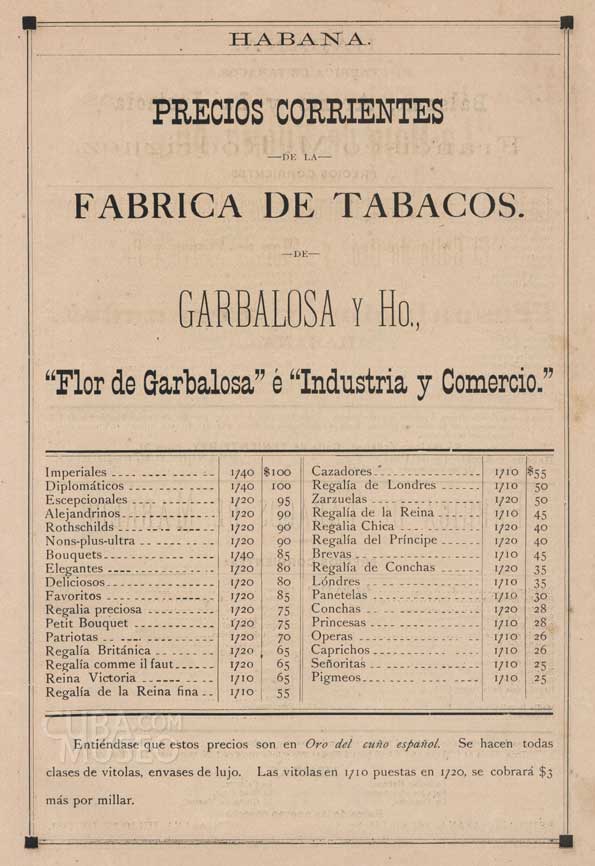 HABANA.
PRECIOS CORRIENTES
—DE LA—
FABRICA DE TABACOS.
—DE—
GARBALOSA Y Ho.,
“Flor de Garbalosa” é “Industria y Comercio.”
Imperiales 1/40 $100
Diplomáticos 1/40 100
Escepcionales 1/20 95
Alejandrinos 1/20 90
Rothschilds 1/20 90
Nons-plus-ultra 1/20 90
Bouquets 1/40 85
Elegantes 1/20 80
Deliciosos 1/20 80
Favoritos 1/20 85
Regalia preciosa 1/20 75
Petit Bouquet 1/20 75
Patriotas 1/20 70
Regalía Británica 1/20 65
Regalía comme il faut 1/20 65
Reina Victoria 1/10 65
Regalía de la Reina fina 1/10 55
Cazadores 1/10 $55
Regalía de Londres 1/10 50
Zarzuelas 1/20 50
Regalía de la Reina 1/10 45
Regalia Chica 1/20 40
Regalía del Príncipe 1/20 40
Brevas 1/10 45
Regalía de Conchas 1/20 35
Lóndres 1/10 35
Panetelas 1/10 30
Conchas 1/20 28
Princesas 1/10 28
Operas 1/10 26
Caprichos 1/10 26
Señoritas 1/10 25
Pigmeos 1/10 25
Entiéndase que estos precios son en Oro del cuño español. Se hacen todas
clases de vitolas, envases de lujo. Las vitolas en 1/10 puestas en 1/20, se cobrará $3
más por millar.
CUBA.COM
MUSEO